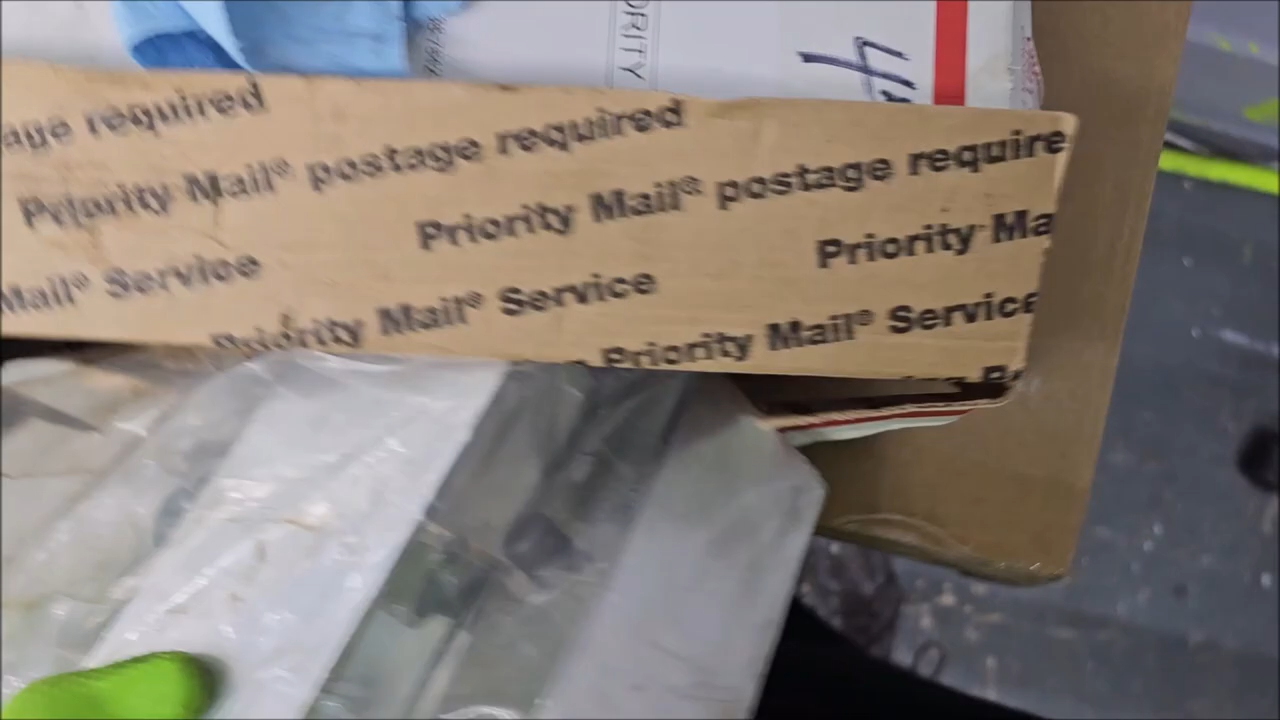 ORITY
age required
Priority Mail® postage required
Priority Mail® postage require
Priority Ma
Mail® Service
Priority Mail® Service
Priority Mail® Service